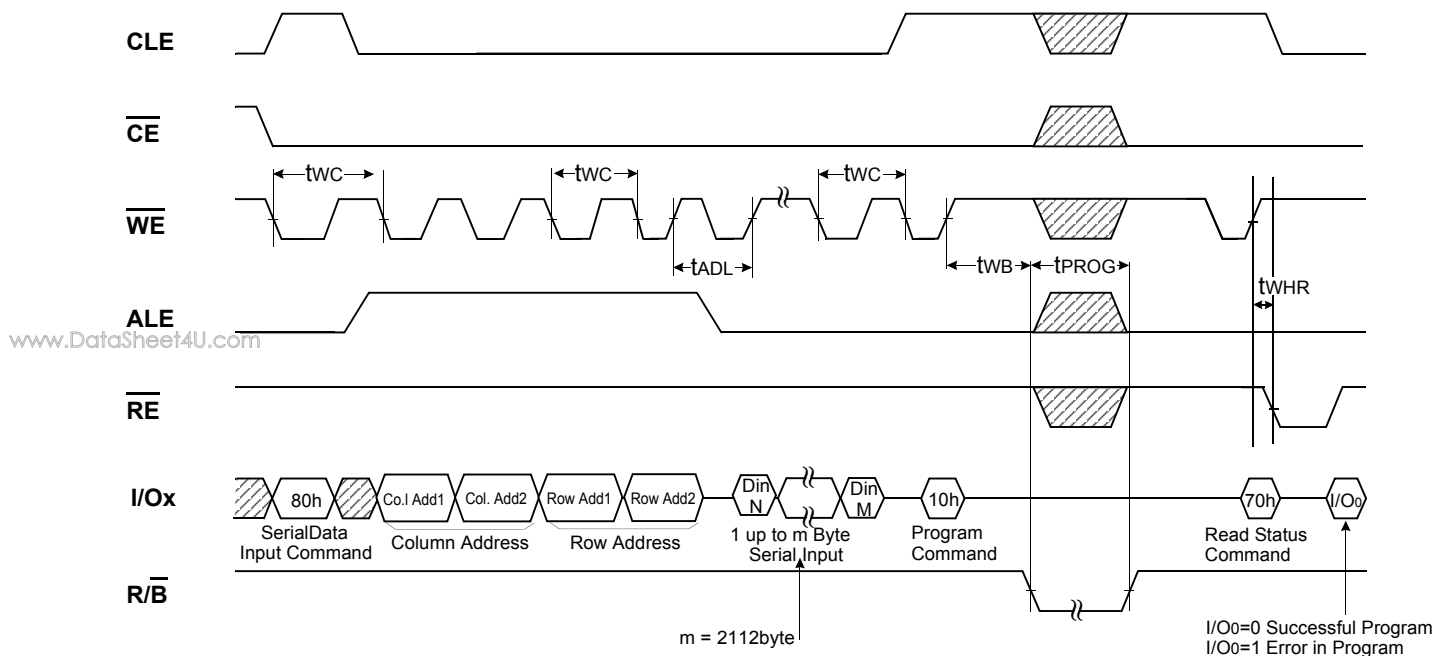 CLE
CE
tWC
tWC
tWC
WE
tADL
tWB
tPROG
tWHR
ALE
www.DataSheet4U.com
RE
I/Ox
80h
Co.l Add1
Col. Add2
Row Add1
Row Add2
Din
N
Din
M
10h
70h
I/O0
SerialData
Input Command
Column Address
Row Address
1 up to m Byte
Serial Input
Program
Command
Read Status
Command
R/B
m = 2112byte
I/O0=0 Successful Program
I/O0=1 Error in Program